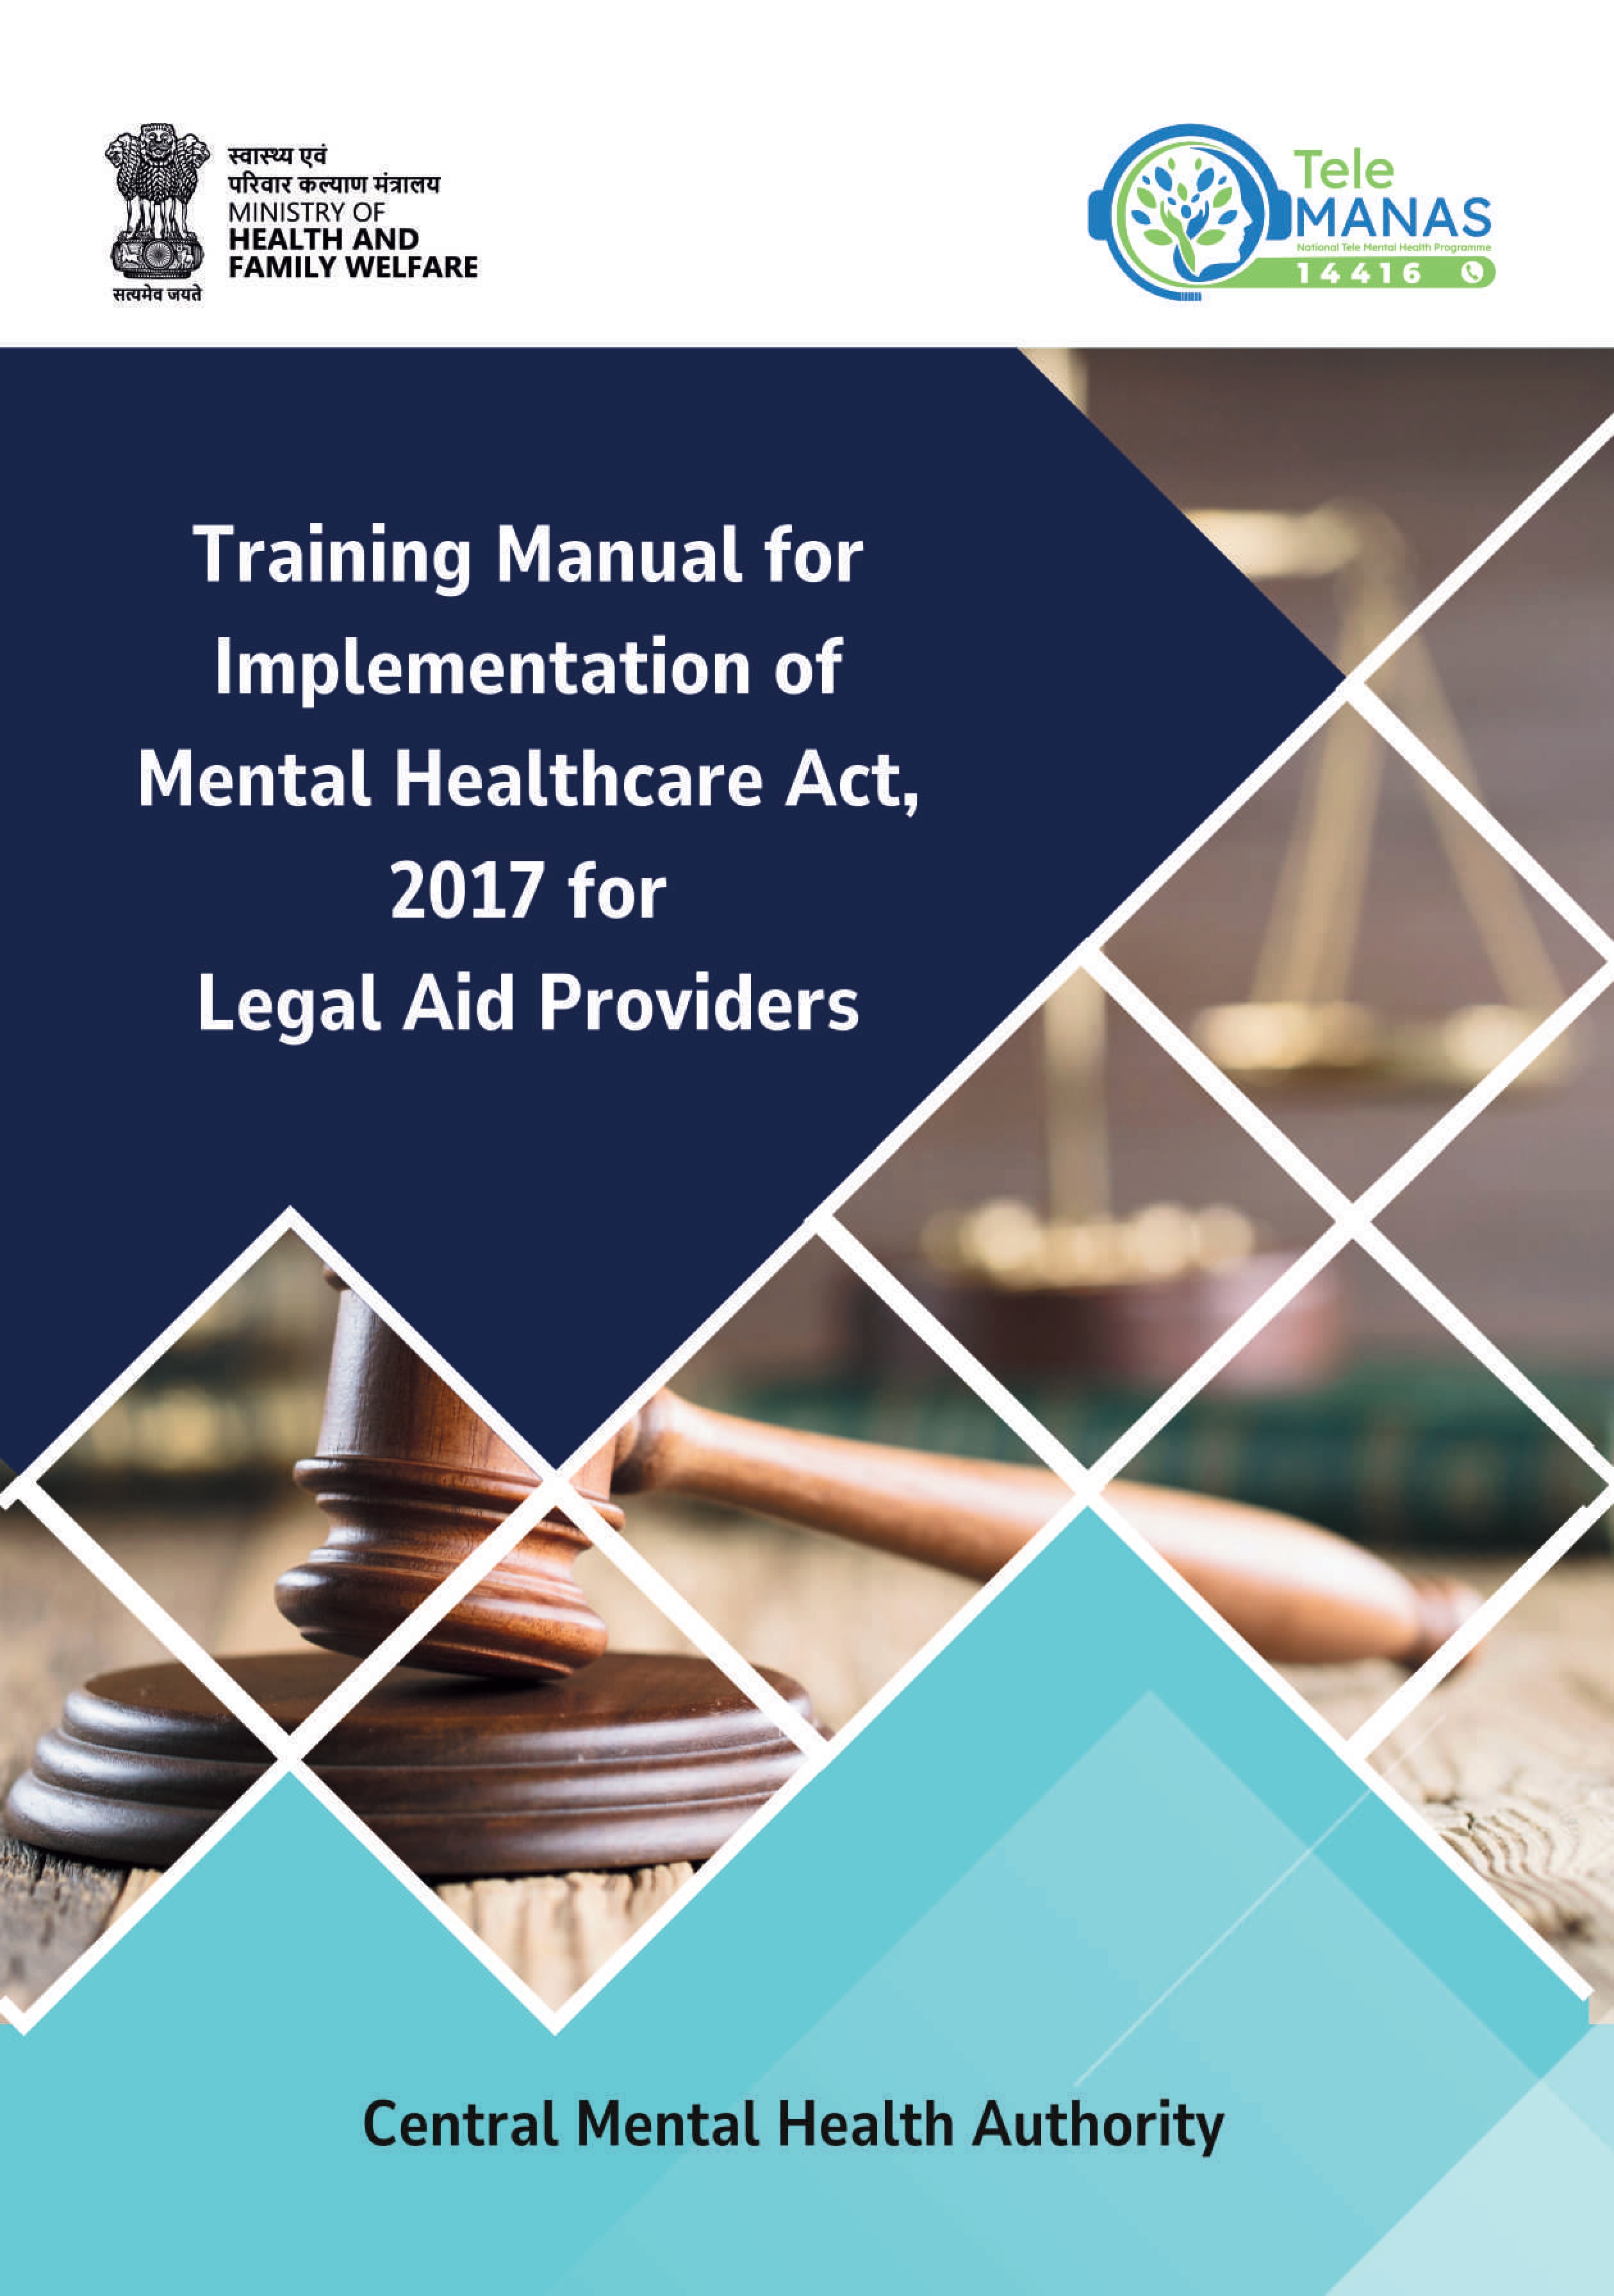 स्वास्थ्य एवं
परिवार कल्याण मंत्रालय
MINISTRY OF
HEALTH AND
FAMILY WELFARE
सत्यमेव जयते
Tele
MANAS
National Tele Mental Health Programme
14416
Training Manual for
Implementation of
Mental Healthcare Act,
2017 for
Legal Aid Providers
Central Mental Health Authority